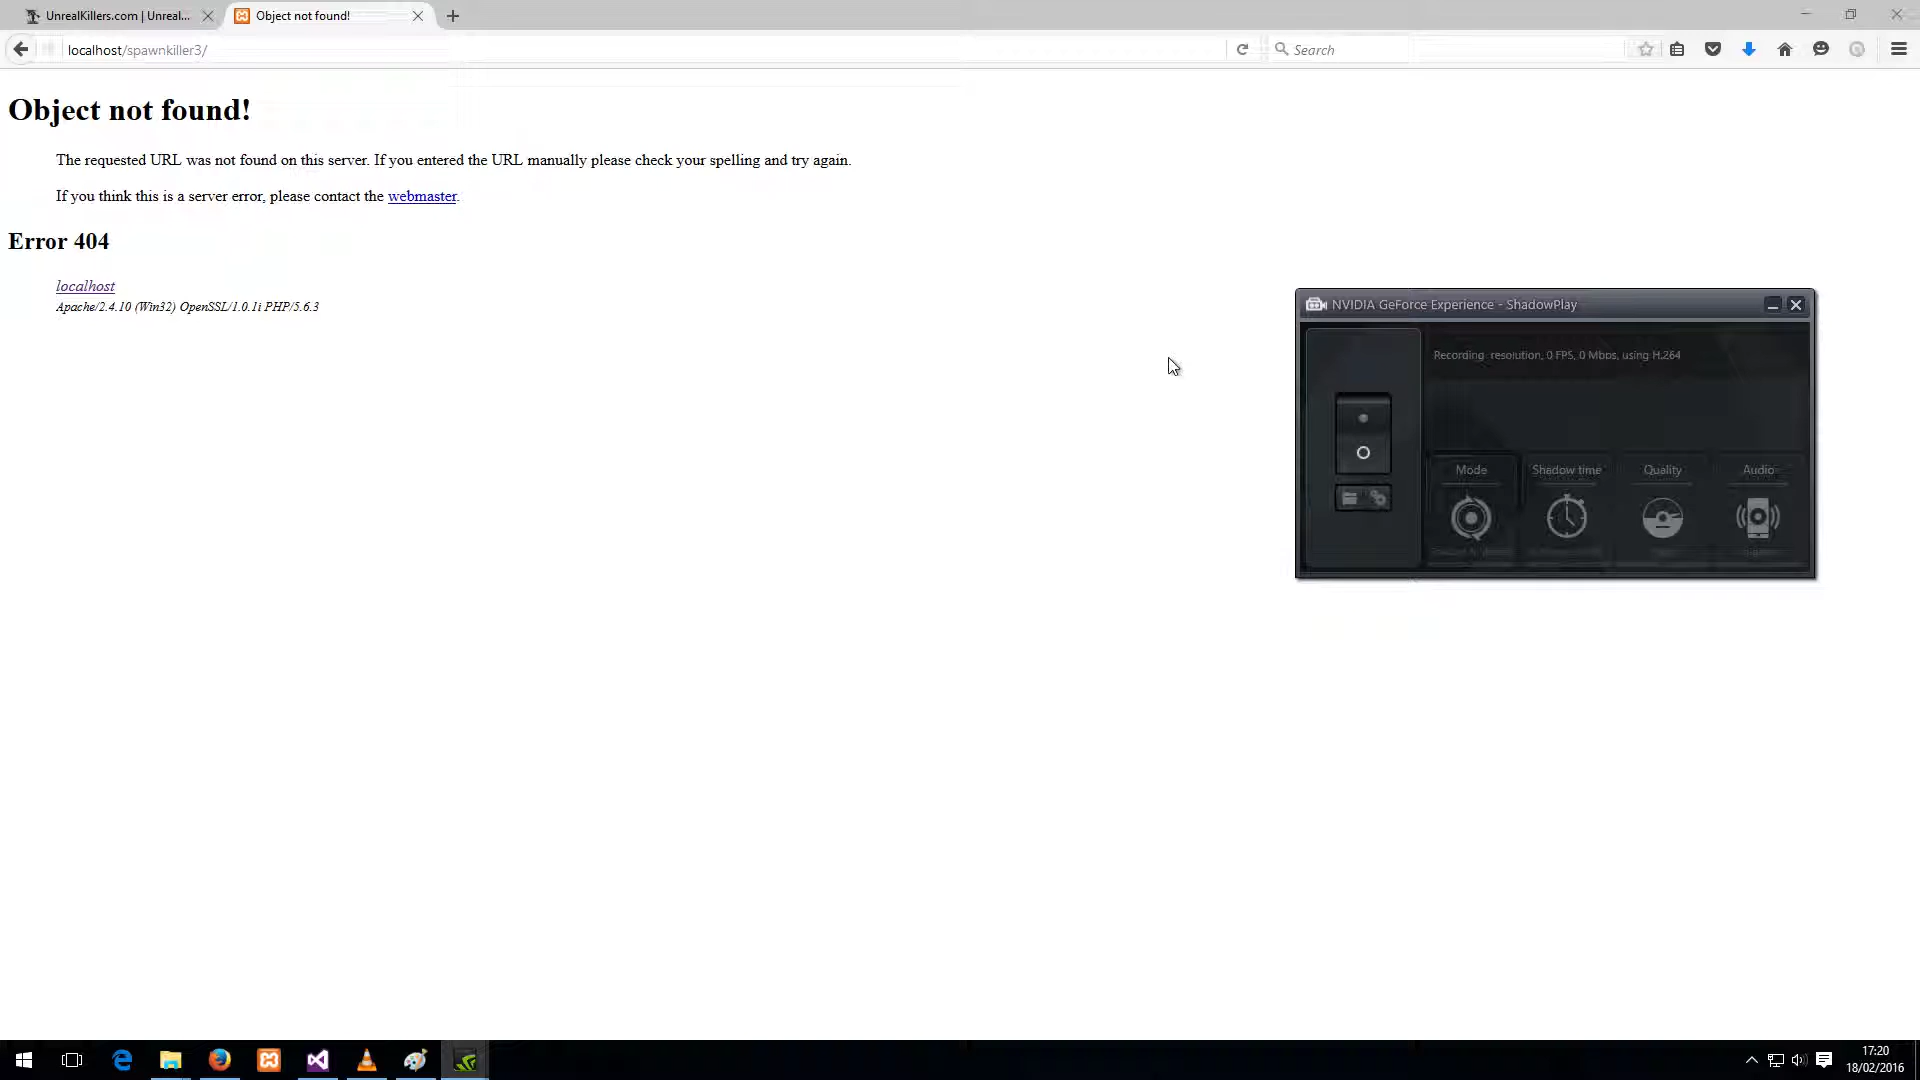 UnrealKillers.com | Unreal...
Object not found!
localhost/spawnkiller3/
Search
Object not found!
The requested URL was not found on this server. If you entered the URL manually please check your spelling and try again.
If you think this is a server error, please contact the webmaster.
Error 404
localhost
Apache/2.4.10 (Win32) OpenSSL/1.0.1i PHP/5.6.3
NVIDIA GeForce Experience - ShadowPlay
Recording resolution, 0 FPS, 0 Mbps, using H.264
Mode
Shadow time
Quality
Audio
17:20
18/02/2016